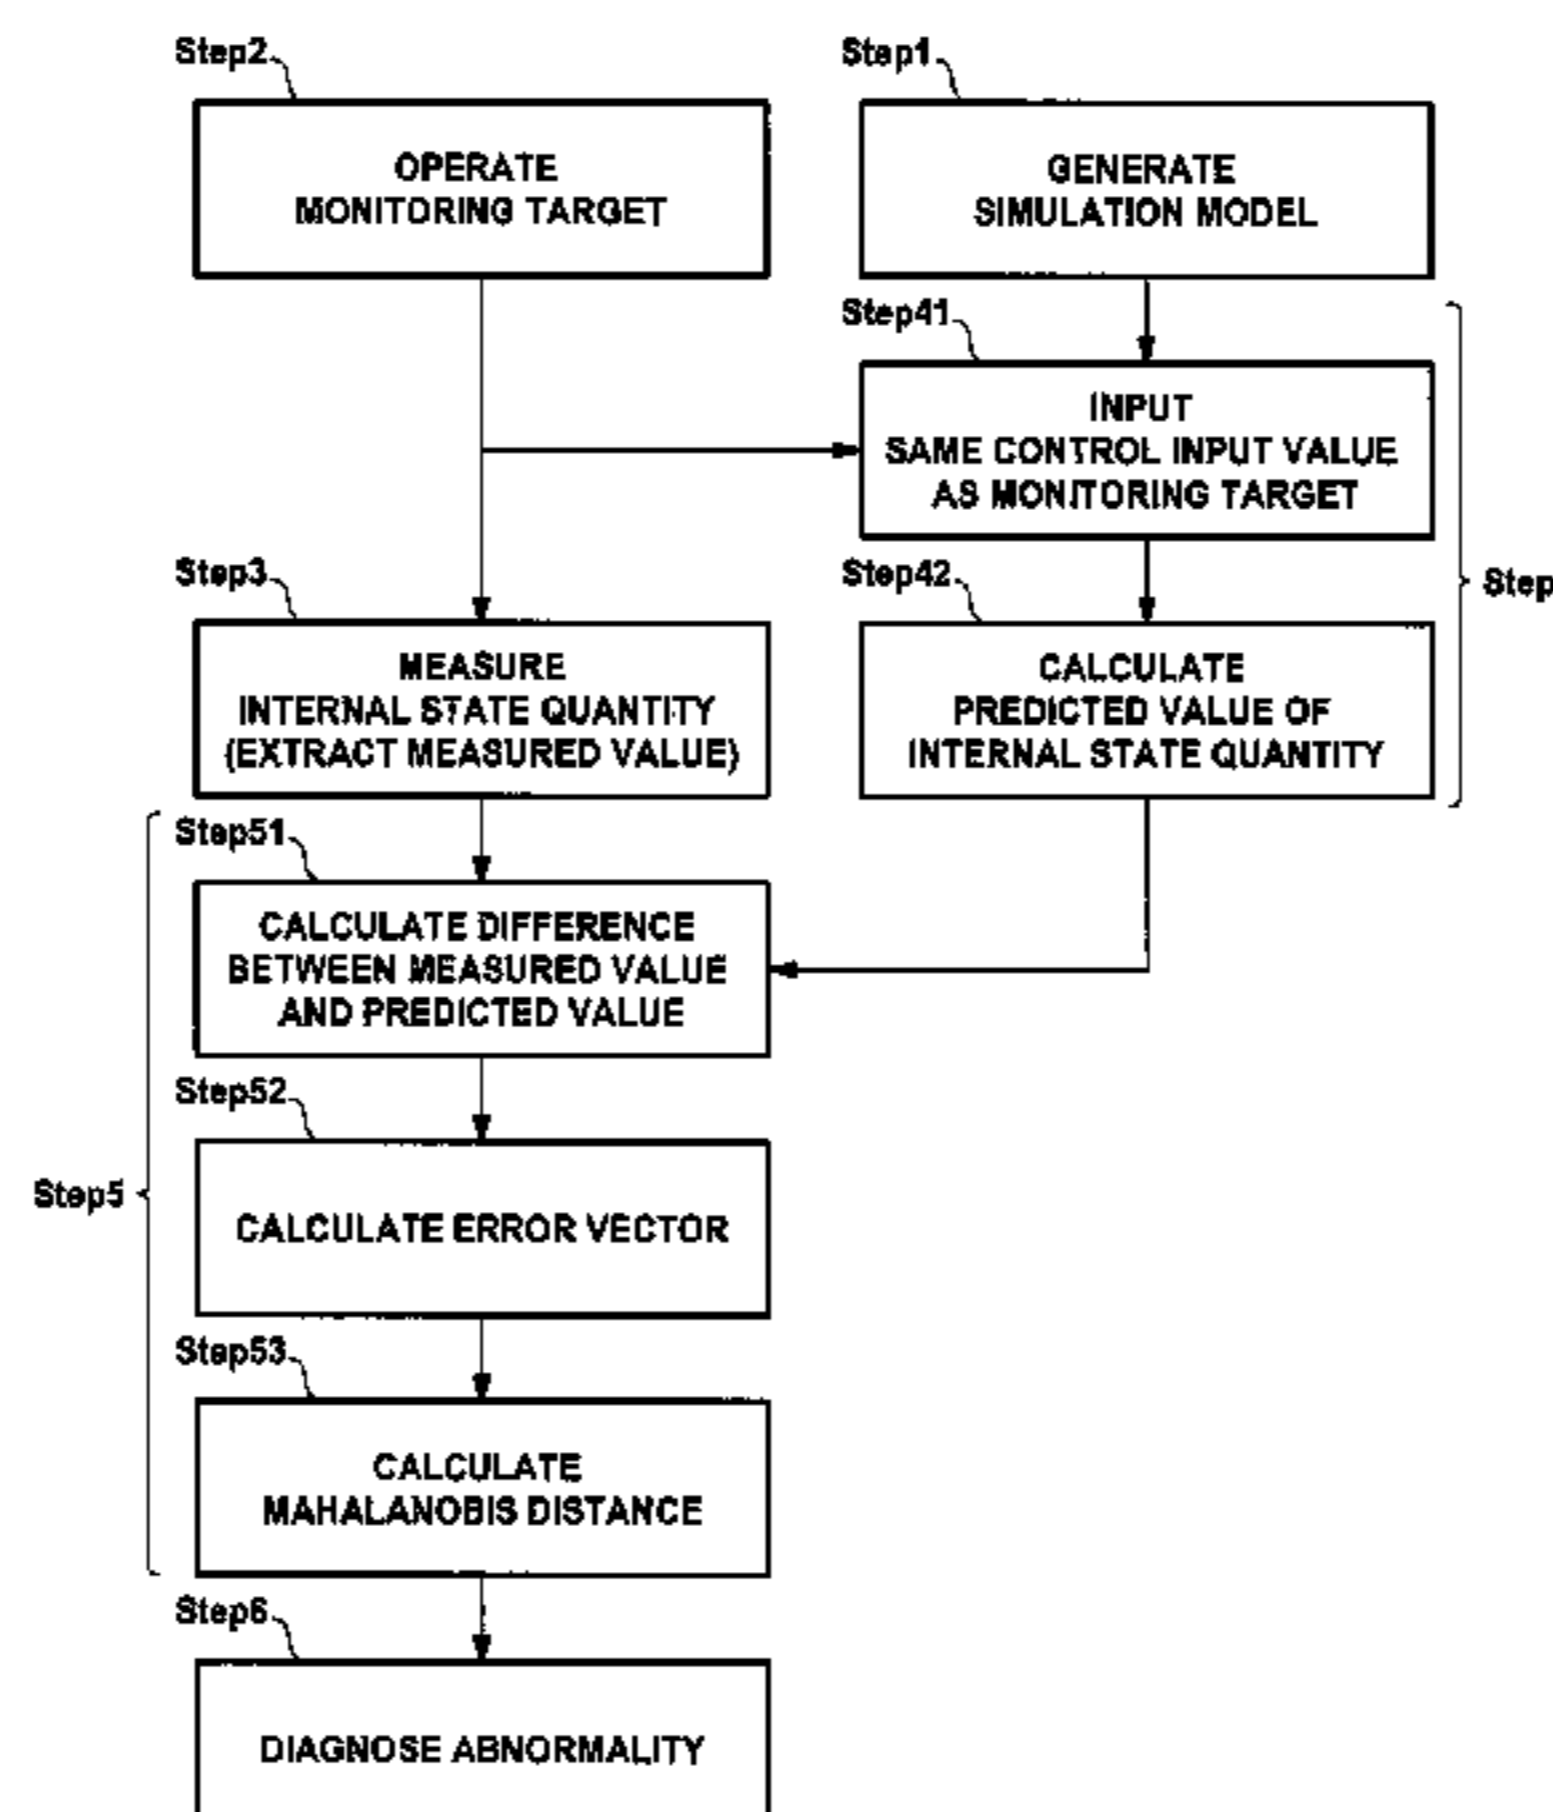 Step2
OPERATE
MONITORING TARGET
Step1
GENERATE
SIMULATION MODEL
Step41
INPUT
SAME CONTROL INPUT VALUE
AS MONITORING TARGET
Step3
MEASURE
INTERNAL STATE QUANTITY
(EXTRACT MEASURED VALUE)
Step42
CALCULATE
PREDICTED VALUE OF
INTERNAL STATE QUANTITY
Step
Step51
CALCULATE DIFFERENCE
BETWEEN MEASURED VALUE
AND PREDICTED VALUE
Step52
CALCULATE ERROR VECTOR
Step5
Step53
CALCULATE
MAHALANOBIS DISTANCE
Step6
DIAGNOSE ABNORMALITY